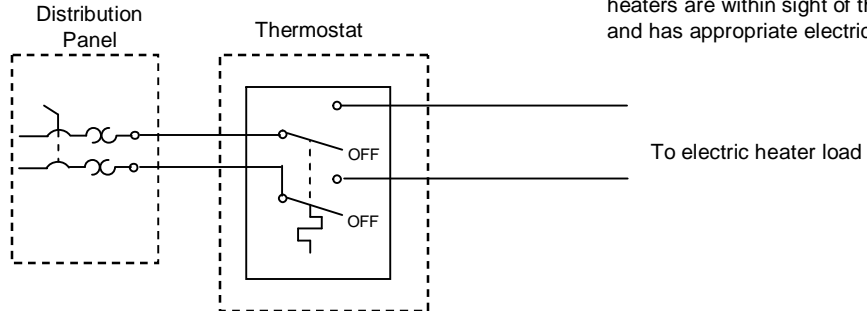 heaters are within sight of th
and has appropriate electric
Distribution
Panel
Thermostat
OFF
OFF
To electric heater load